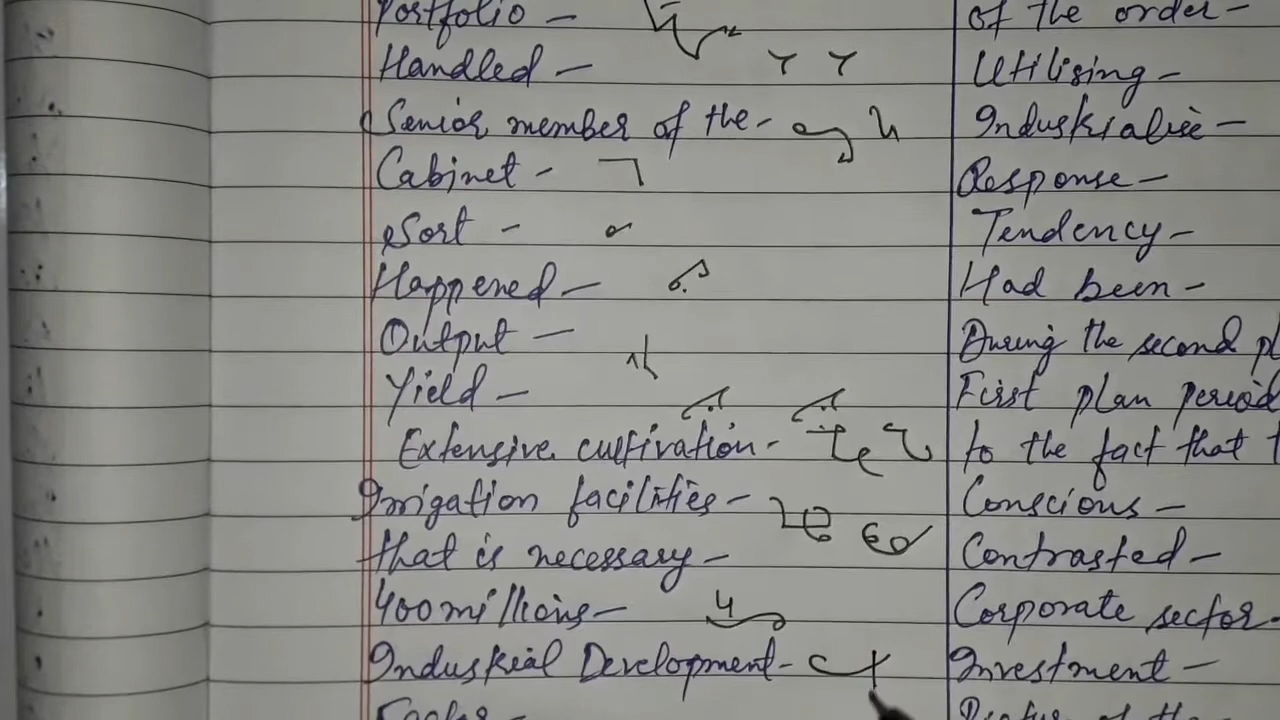 Portfolio -
Handled -
Senior member of the -
Cabinet -
Sort -
Happened -
Output -
Yield -
Extensive cultivation -
Irrigation facilities -
that is necessary -
400 millions -
Industrial Development -
of the order -
Utilising -
Industrialise -
Response -
Tendency -
Had been -
During the second pl
First plan period
to the fact that t
Conscious -
Contrasted -
Corporate sector -
Investment -